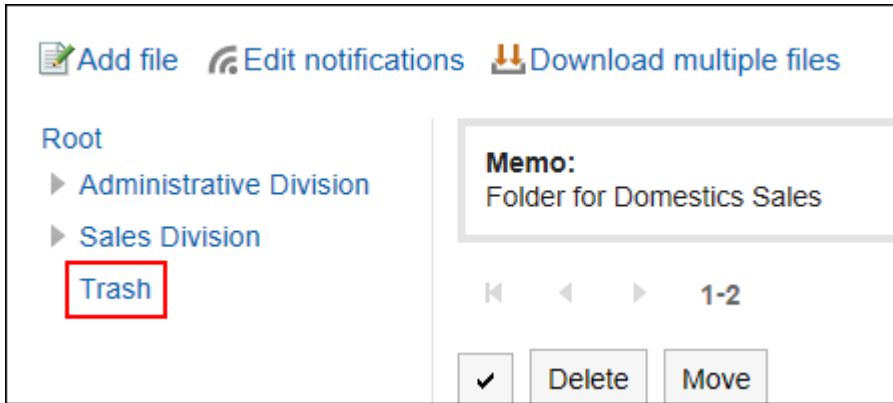 Add file Edit notifications Download multiple files
Root
Administrative Division
Sales Division
Trash
Memo:
Folder for Domestics Sales
1-2
Delete Move